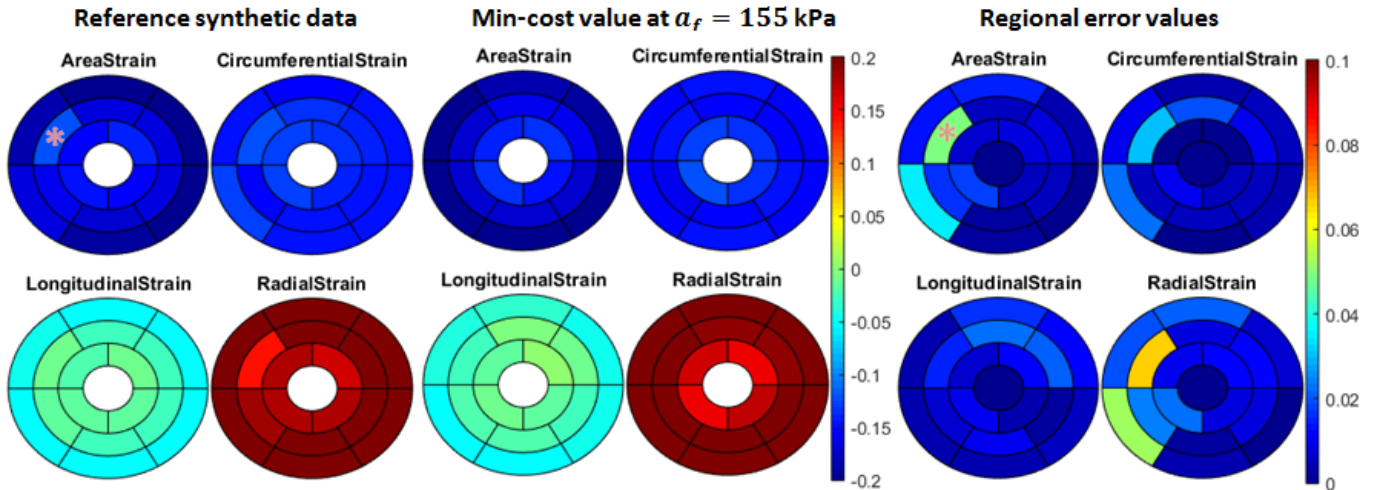 Reference synthetic data
Min-cost value at a_f = 155 kPa
Regional error values
AreaStrain
CircumferentialStrain
AreaStrain
CircumferentialStrain
AreaStrain
CircumferentialStrain
*
*
LongitudinalStrain
RadialStrain
LongitudinalStrain
RadialStrain
LongitudinalStrain
RadialStrain
0.2
0.15
0.1
0.05
0
-0.05
-0.1
-0.15
-0.2
0.1
0.08
0.06
0.04
0.02
0